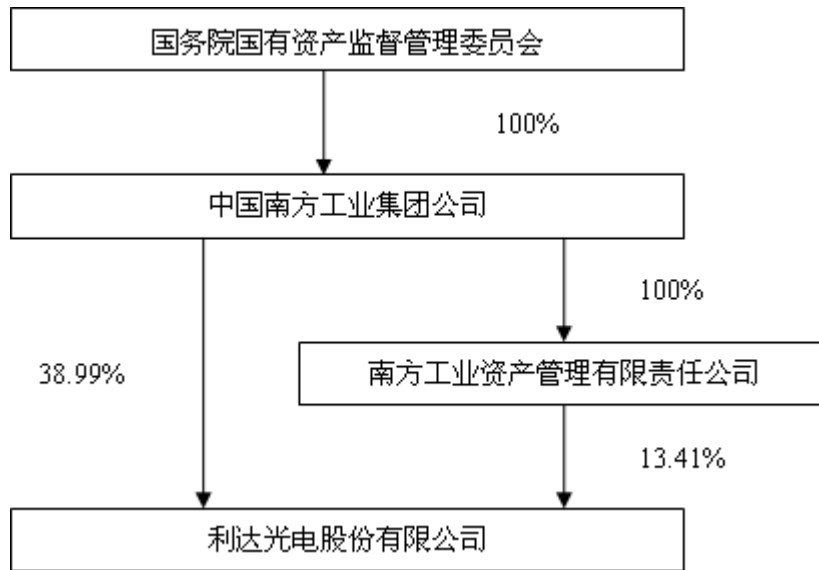 国务院国有资产监督管理委员会
100%
中国南方工业集团公司
100%
38.99%
南方工业资产管理有限责任公司
13.41%
利达光电股份有限公司